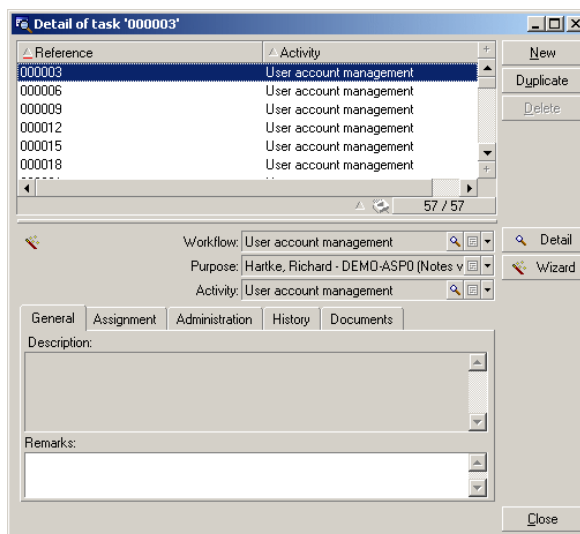 Detail of task '000003'
Reference Activity
000003 User account management
000006 User account management
000009 User account management
000012 User account management
000015 User account management
000018 User account management
57 / 57
New
Duplicate
Delete
Workflow: User account management
Purpose: Hartke, Richard - DEMO-ASP0 (Notes v
Activity: User account management
Detail
Wizard
General Assignment Administration History Documents
Description:
Remarks:
Close